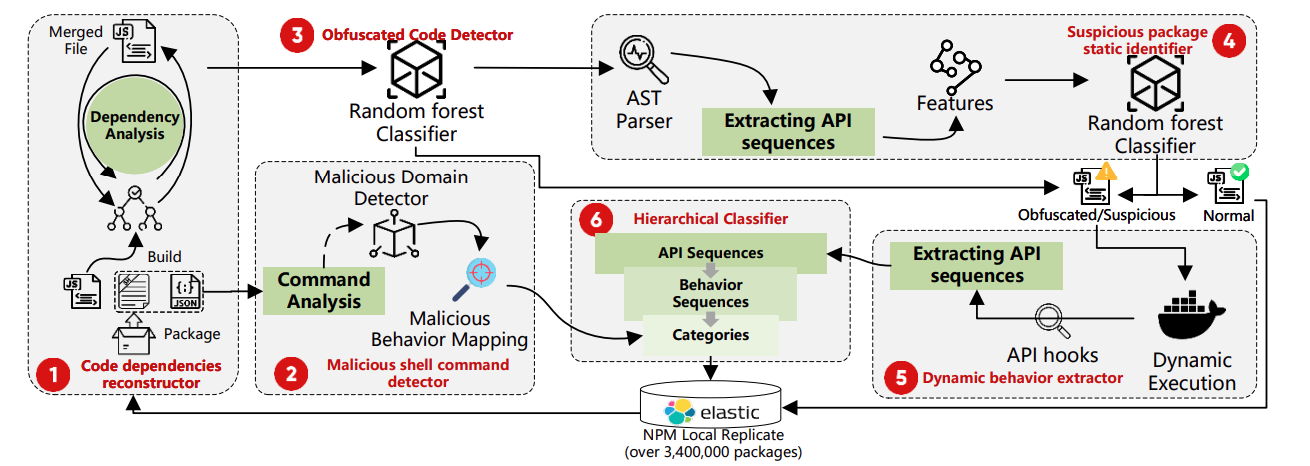 Merged
File
JS
Dependency
Analysis
Build
JS
{;}
JSON
Package
1
Code dependencies
reconstructor
3
Obfuscated Code Detector
Random forest
Classifier
Malicious Domain
Detector
Command
Analysis
Malicious
Behavior Mapping
2
Malicious shell command
detector
AST
Parser
Extracting API
sequences
Features
Suspicious package
static identifier
4
Random forest
Classifier
JS
Obfuscated/Suspicious
JS
Normal
6
Hierarchical Classifier
API Sequences
Behavior
Sequences
Categories
Extracting API
sequences
API hooks
Dynamic
Execution
5
Dynamic behavior extractor
elastic
NPM Local Replicate
(over 3,400,000 packages)